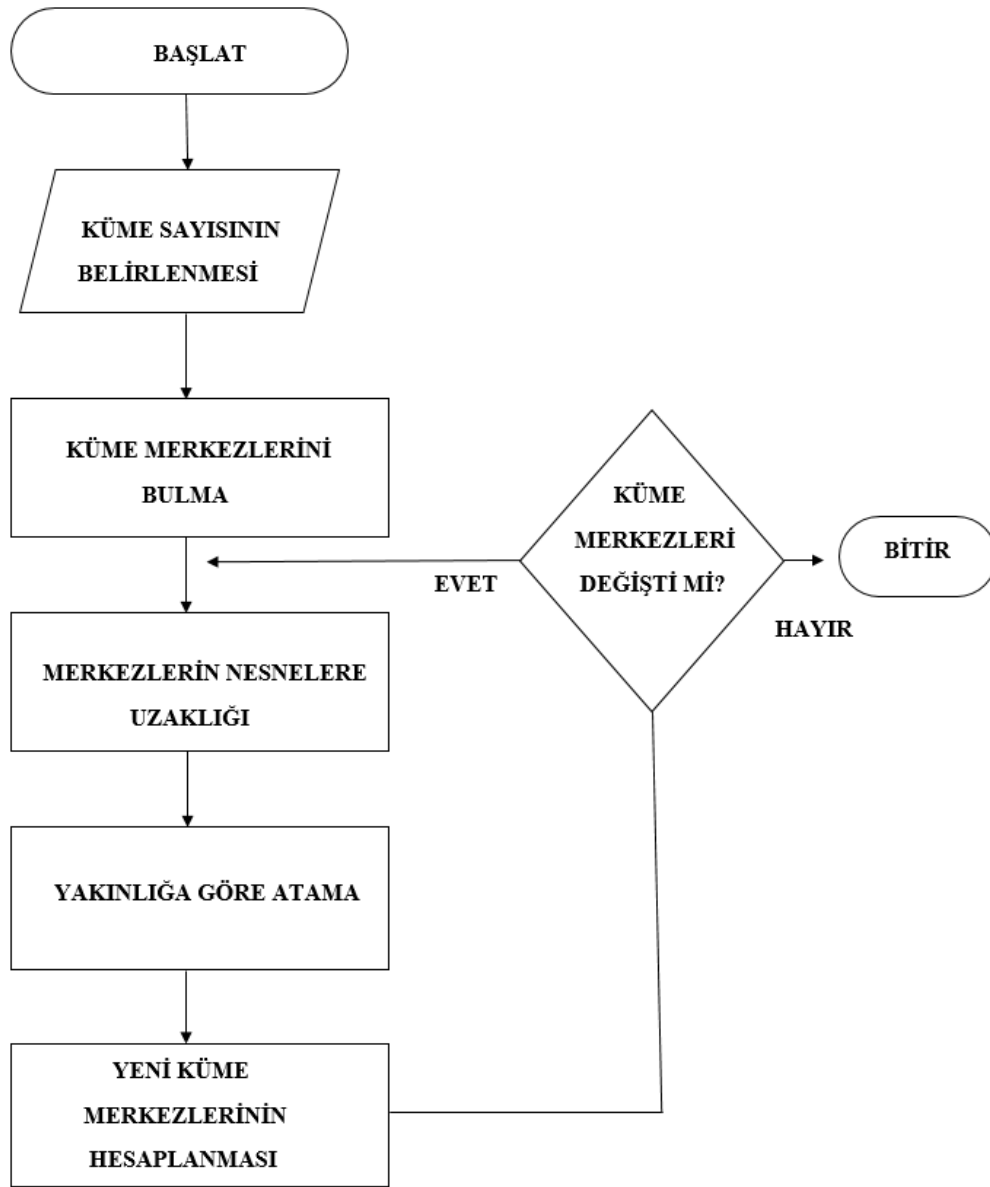 BAŞLAT
KÜME SAYISININ
BELİRLENMESİ
KÜME MERKEZLERİNİ
BULMA
MERKEZLERİN NESNELERE
UZAKLIĞI
YAKINLIĞA GÖRE ATAMA
YENİ KÜME
MERKEZLERİNİN
HESAPLANMASI
KÜME
MERKEZLERİ
DEĞİŞTİ Mİ?
EVET
HAYIR
BİTİR